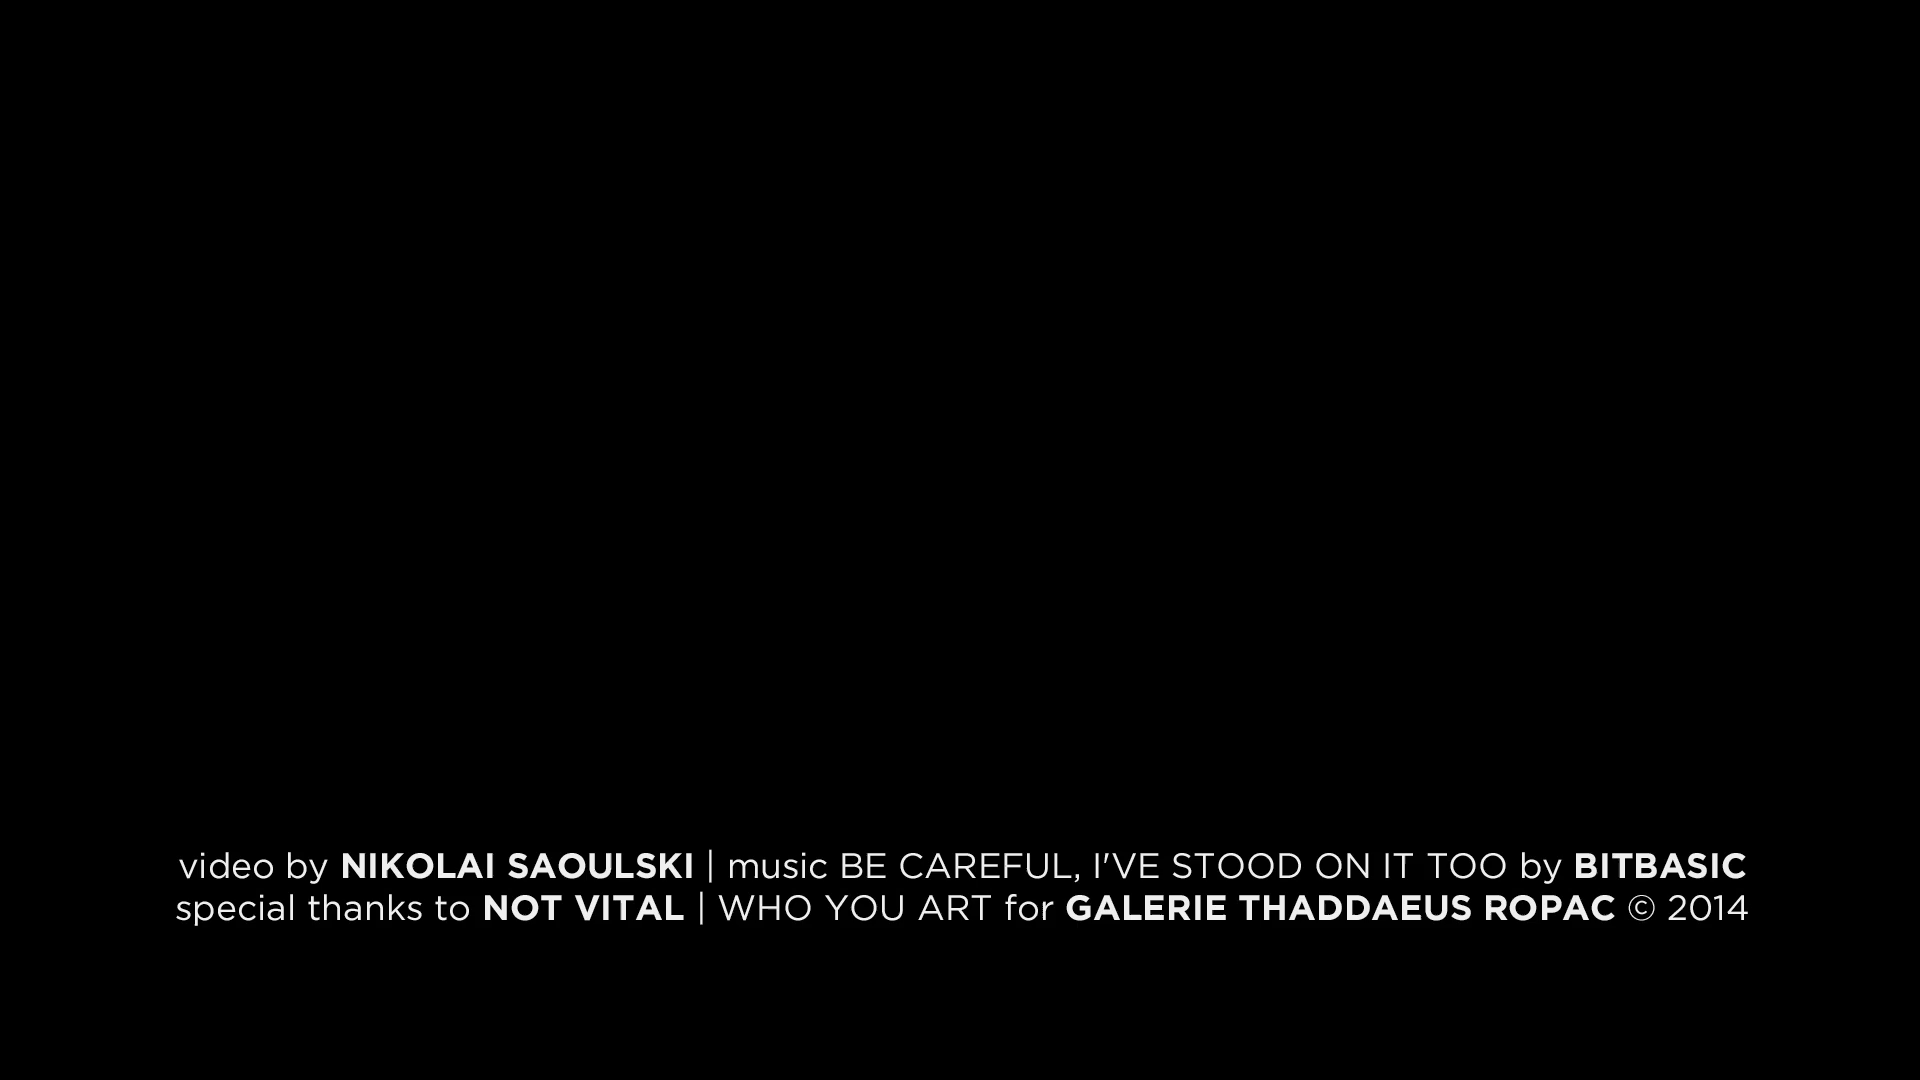 video by NIKOLAI SAOULSKI | music BE CAREFUL, I'VE STOOD ON IT TOO by BITBASIC
special thanks to NOT VITAL | WHO YOU ART for GALERIE THADDAEUS ROPAC © 2014